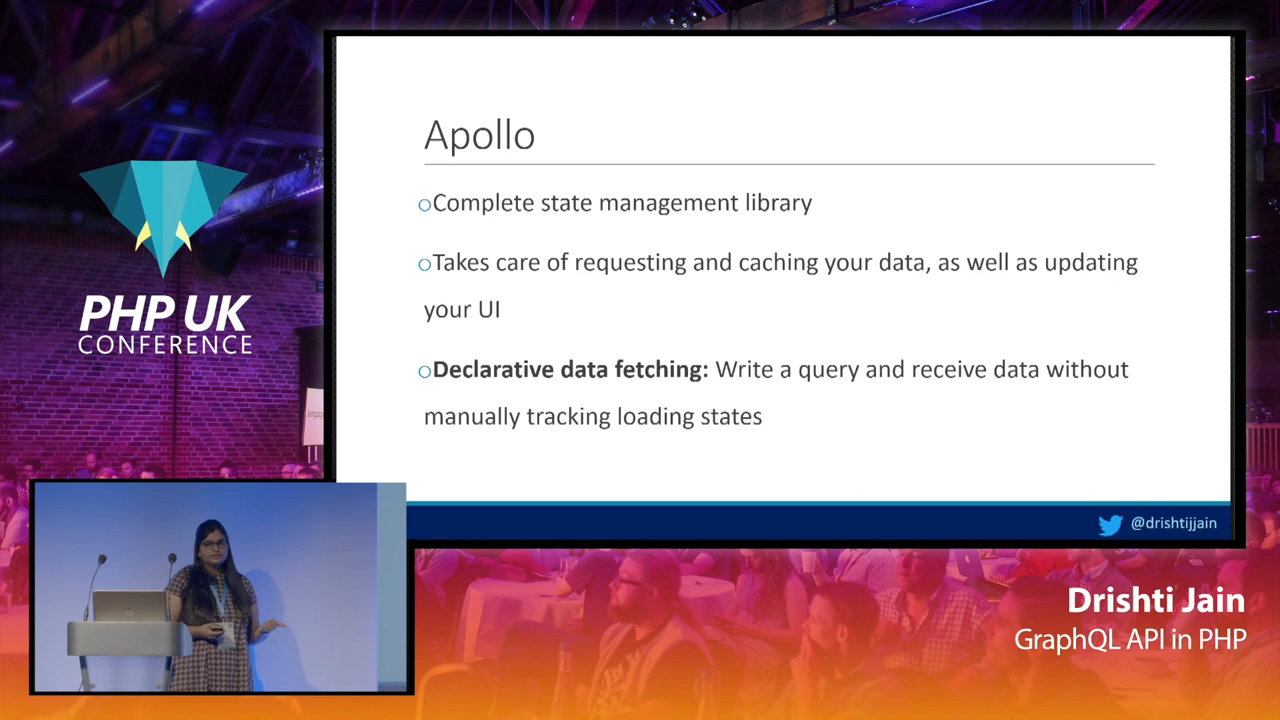 Apollo
Complete state management library
Takes care of requesting and caching your data, as well as updating
your UI
Declarative data fetching: Write a query and receive data without
manually tracking loading states
@drishtijjain
PHP UK
CONFERENCE
Drishti Jain
GraphQL API in PHP